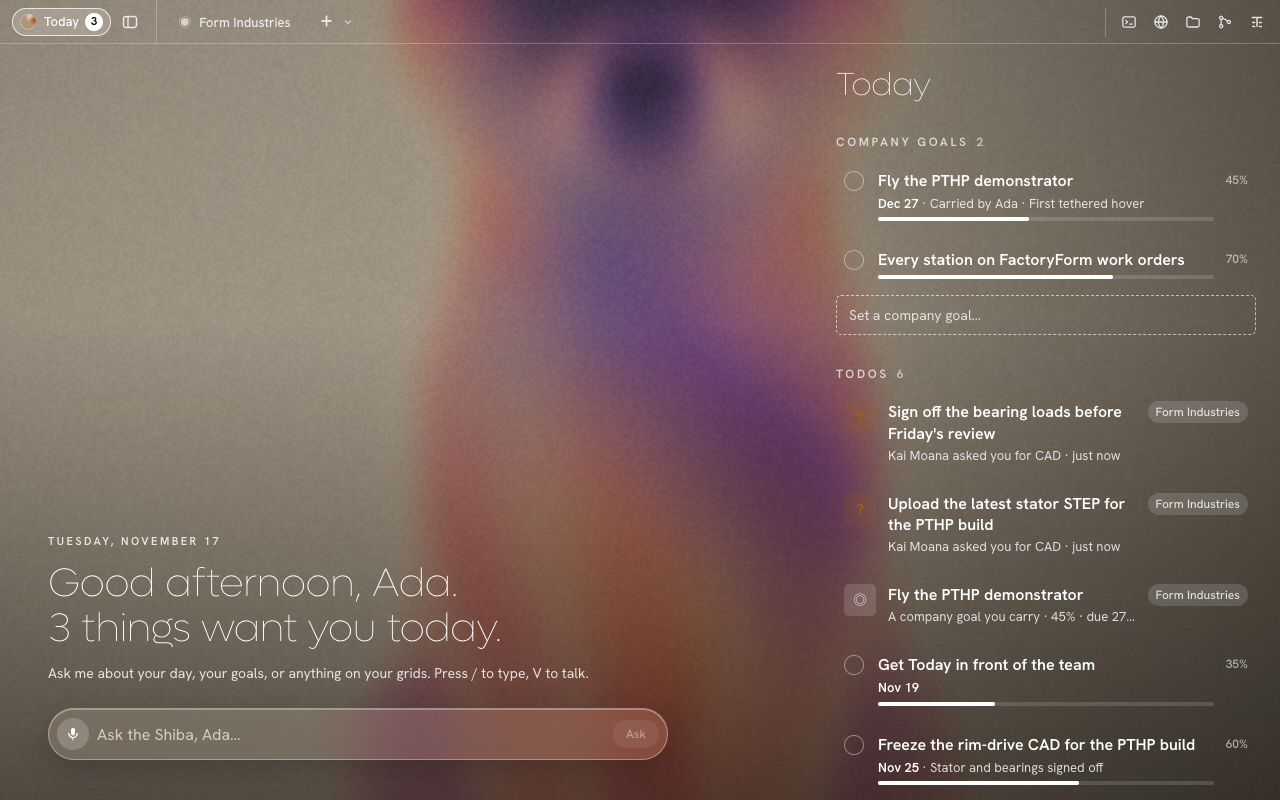 Today 3
Form Industries
Today
COMPANY GOALS 2
Fly the PTHP demonstrator 45%
Dec 27 · Carried by Ada · First tethered hover
Every station on FactoryForm work orders 70%
Set a company goal...
TODOS 6
Sign off the bearing loads before Form Industries
Friday's review
Kai Moana asked you for CAD · just now
Upload the latest stator STEP for Form Industries
the PTHP build
Kai Moana asked you for CAD · just now
Fly the PTHP demonstrator Form Industries
A company goal you carry · 45% · due 27...
Get Today in front of the team 35%
Nov 19
Freeze the rim-drive CAD for the PTHP build 60%
Nov 25 · Stator and bearings signed off
TUESDAY, NOVEMBER 17
Good afternoon, Ada.
3 things want you today.
Ask me about your day, your goals, or anything on your grids. Press / to type, V to talk.
Ask the Shiba, Ada... Ask